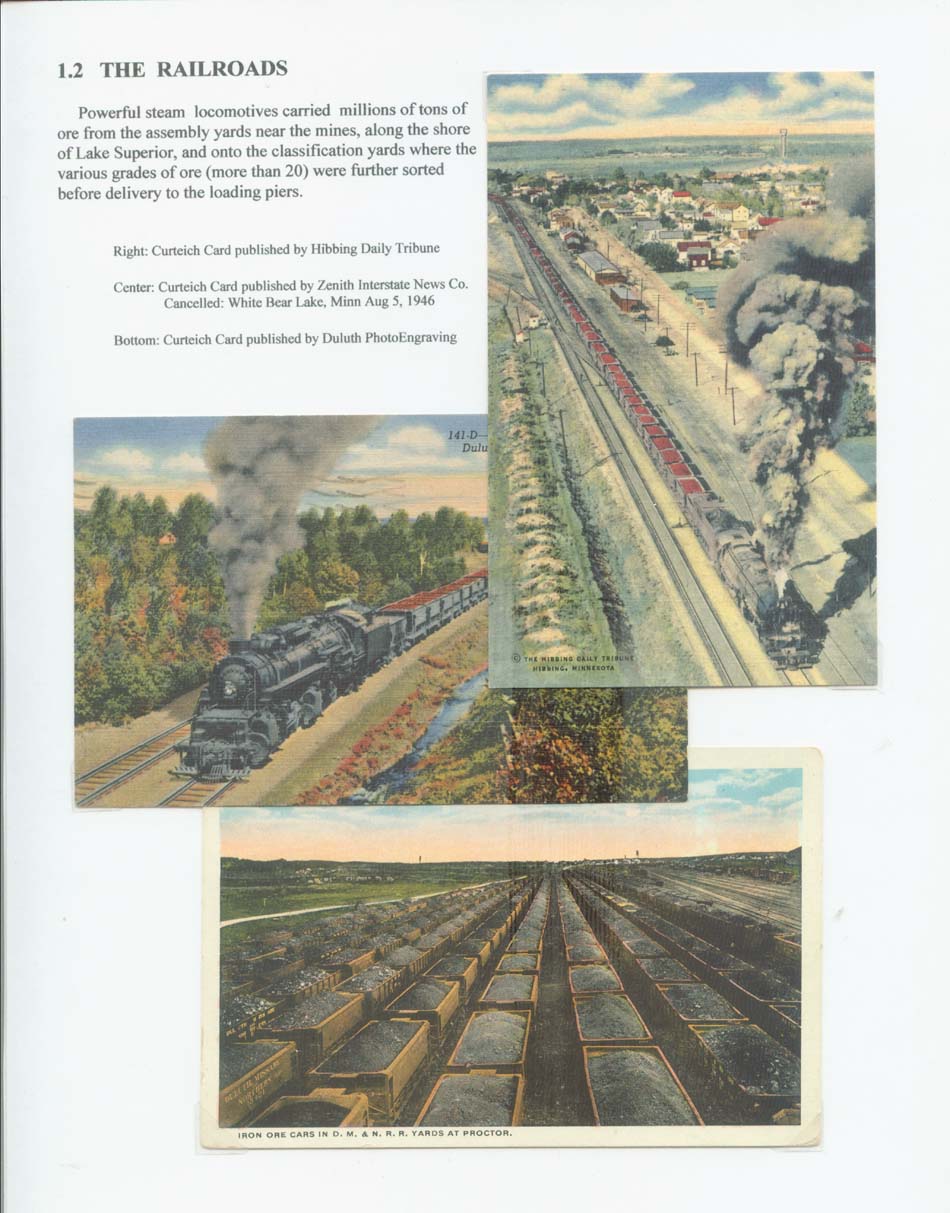 1.2 THE RAILROADS
Powerful steam locomotives carried millions of tons of
ore from the assembly yards near the mines, along the shore
of Lake Superior, and onto the classification yards where the
various grades of ore (more than 20) were further sorted
before delivery to the loading piers.
Right: Curteich Card published by Hibbing Daily Tribune
Center: Curteich Card published by Zenith Interstate News Co.
Cancelled: White Bear Lake, Minn Aug 5, 1946
Bottom: Curteich Card published by Duluth PhotoEngraving
141-D—
Dulu
© THE HIBBING DAILY TRIBUNE
HIBBING, MINNESOTA
DULUTH, MISSABE
NORTHERN
IRON ORE CARS IN D. M. & N. R. R. YARDS AT PROCTOR.